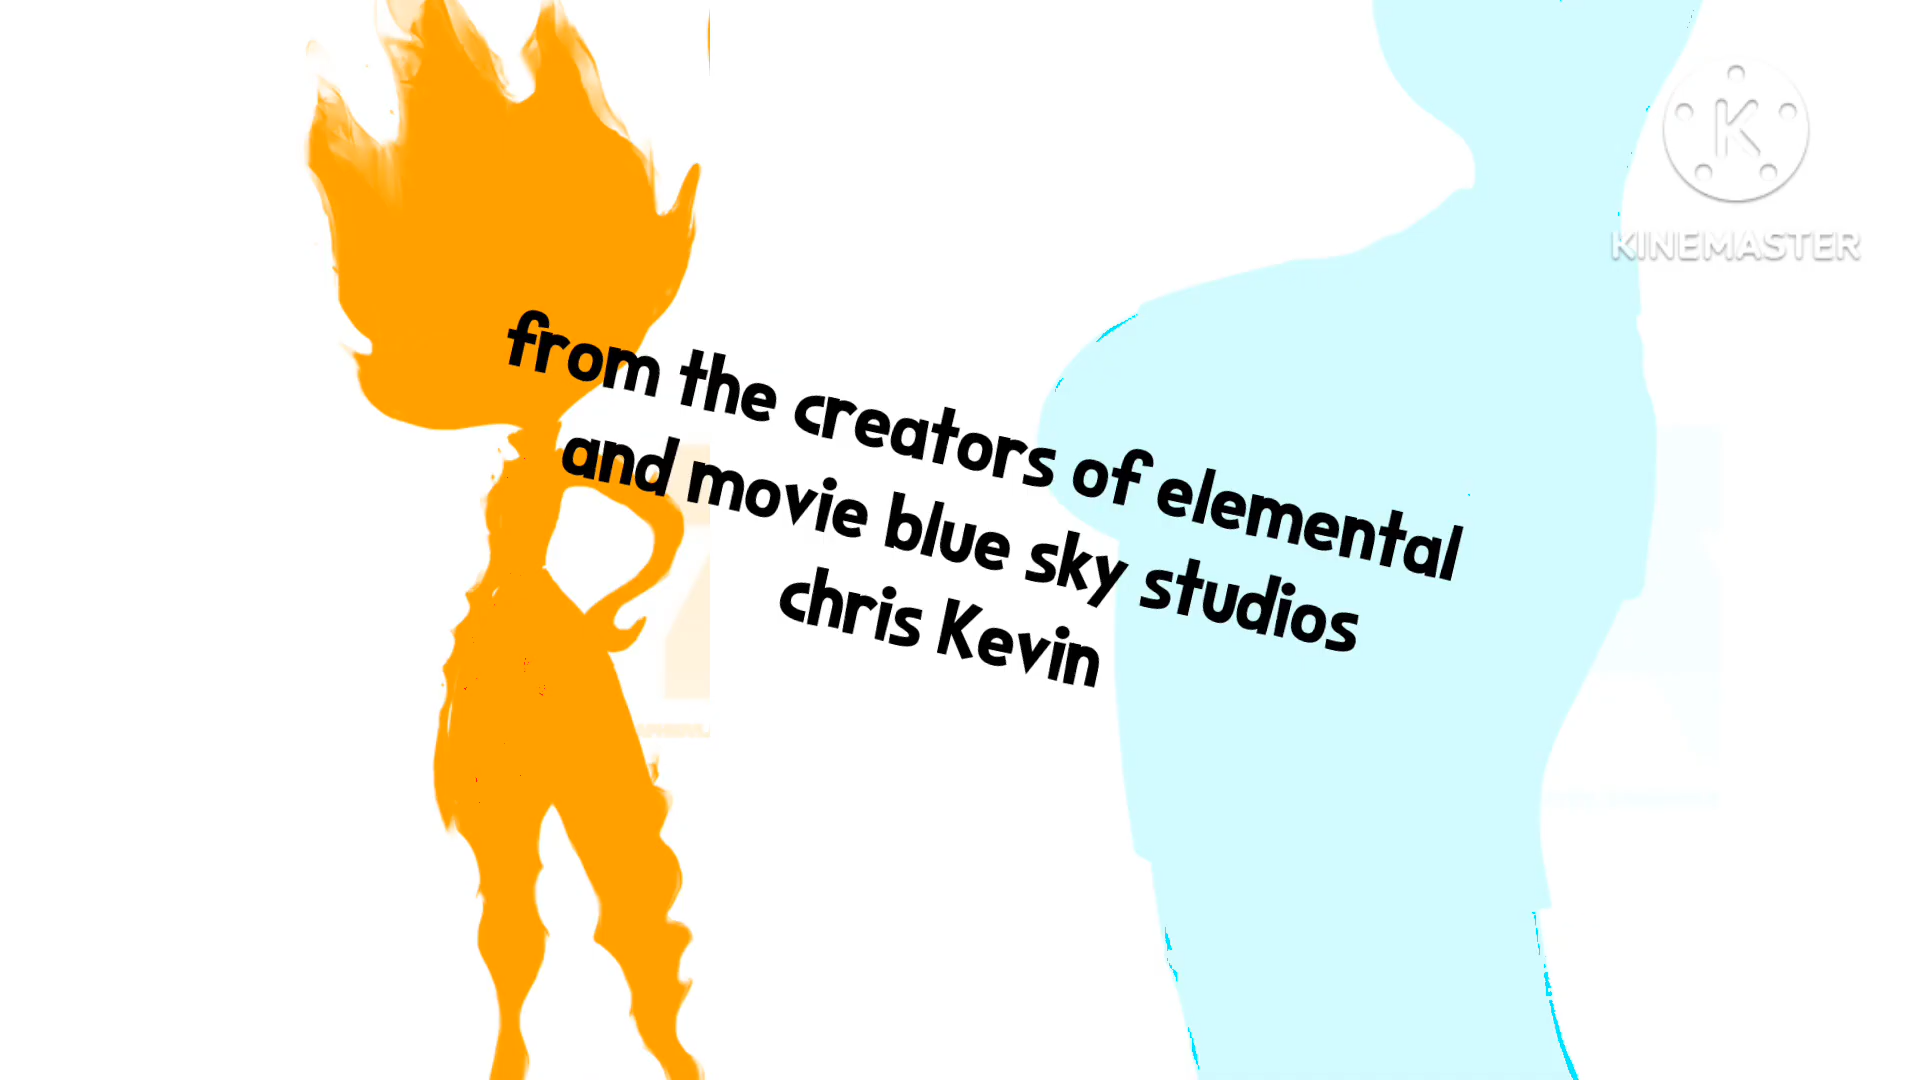 from the creators of elemental
and movie blue sky studios
chris Kevin
K
KINEMASTER